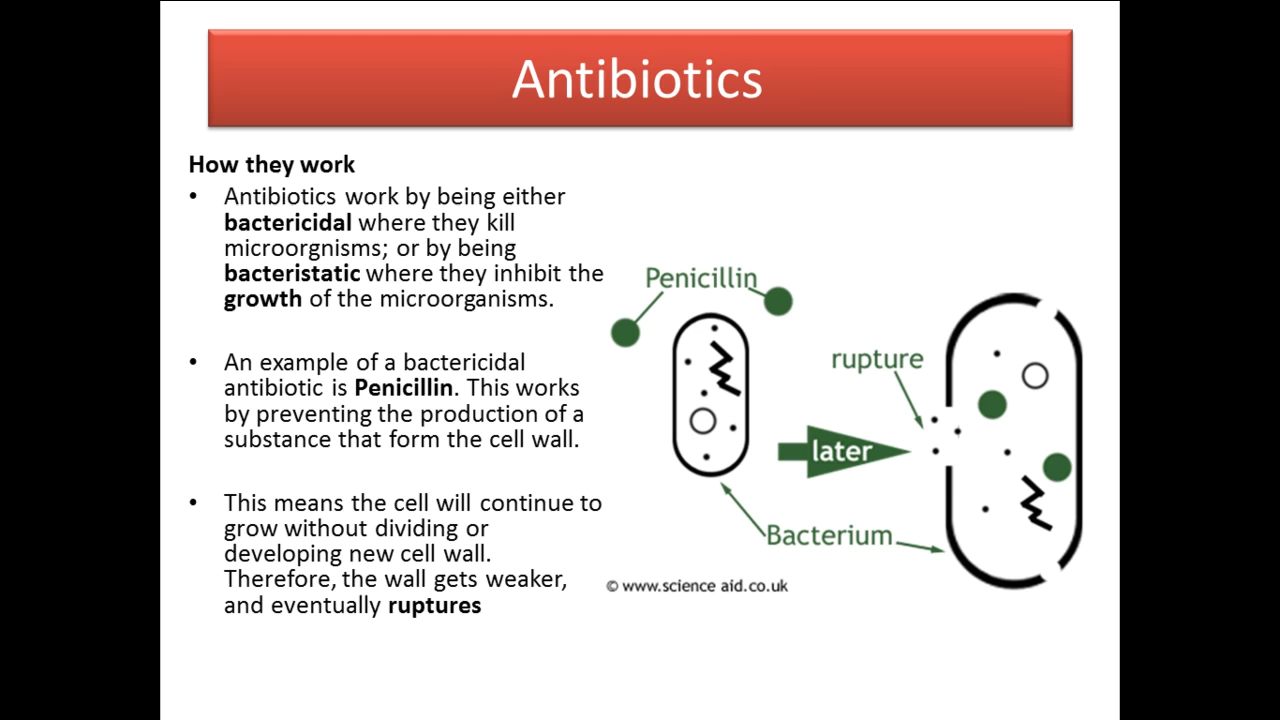 Antibiotics
How they work
• Antibiotics work by being either
bactericidal where they kill
microorgnisms; or by being
bacteristatic where they inhibit the
growth of the microorganisms.
• An example of a bactericidal
antibiotic is Penicillin. This works
by preventing the production of a
substance that form the cell wall.
• This means the cell will continue to
grow without dividing or
developing new cell wall.
Therefore, the wall gets weaker,
and eventually ruptures
Penicillin
rupture
later
Bacterium
© www.science aid.co.uk